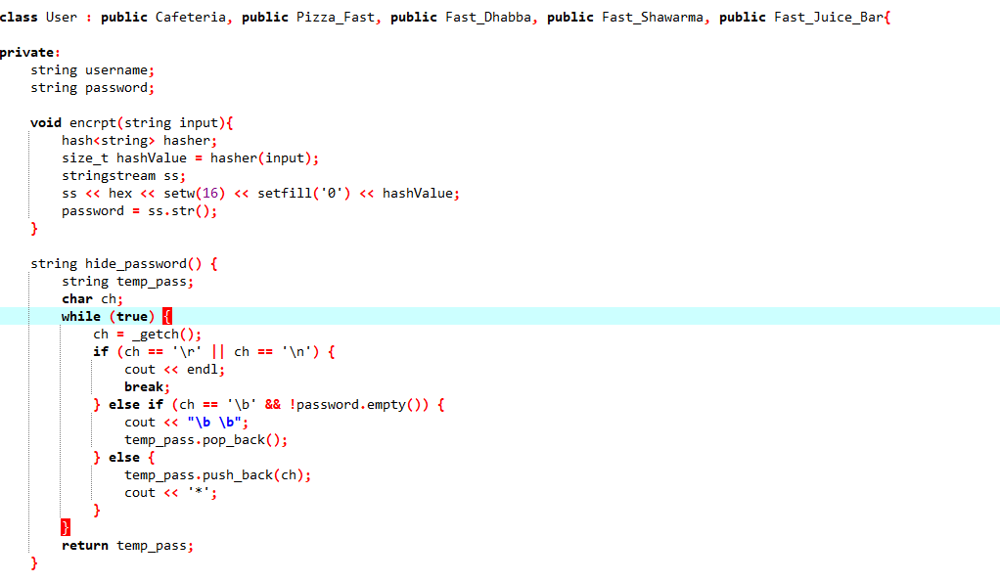 class User : public Cafeteria, public Pizza_Fast, public Fast_Dhabba, public Fast_Shawarma, public Fast_Juice_Bar{
private:
string username;
string password;
void encrpt(string input){
hash<string> hasher;
size_t hashValue = hasher(input);
stringstream ss;
ss << hex << setw(16) << setfill('0') << hashValue;
password = ss.str();
}
string hide_password() {
string temp_pass;
char ch;
while (true) {
ch = _getch();
if (ch == '\r' || ch == '\n') {
cout << endl;
break;
} else if (ch == '\b' && !password.empty()) {
cout << "\b \b";
temp_pass.pop_back();
} else {
temp_pass.push_back(ch);
cout << '*';
}
}
return temp_pass;
}